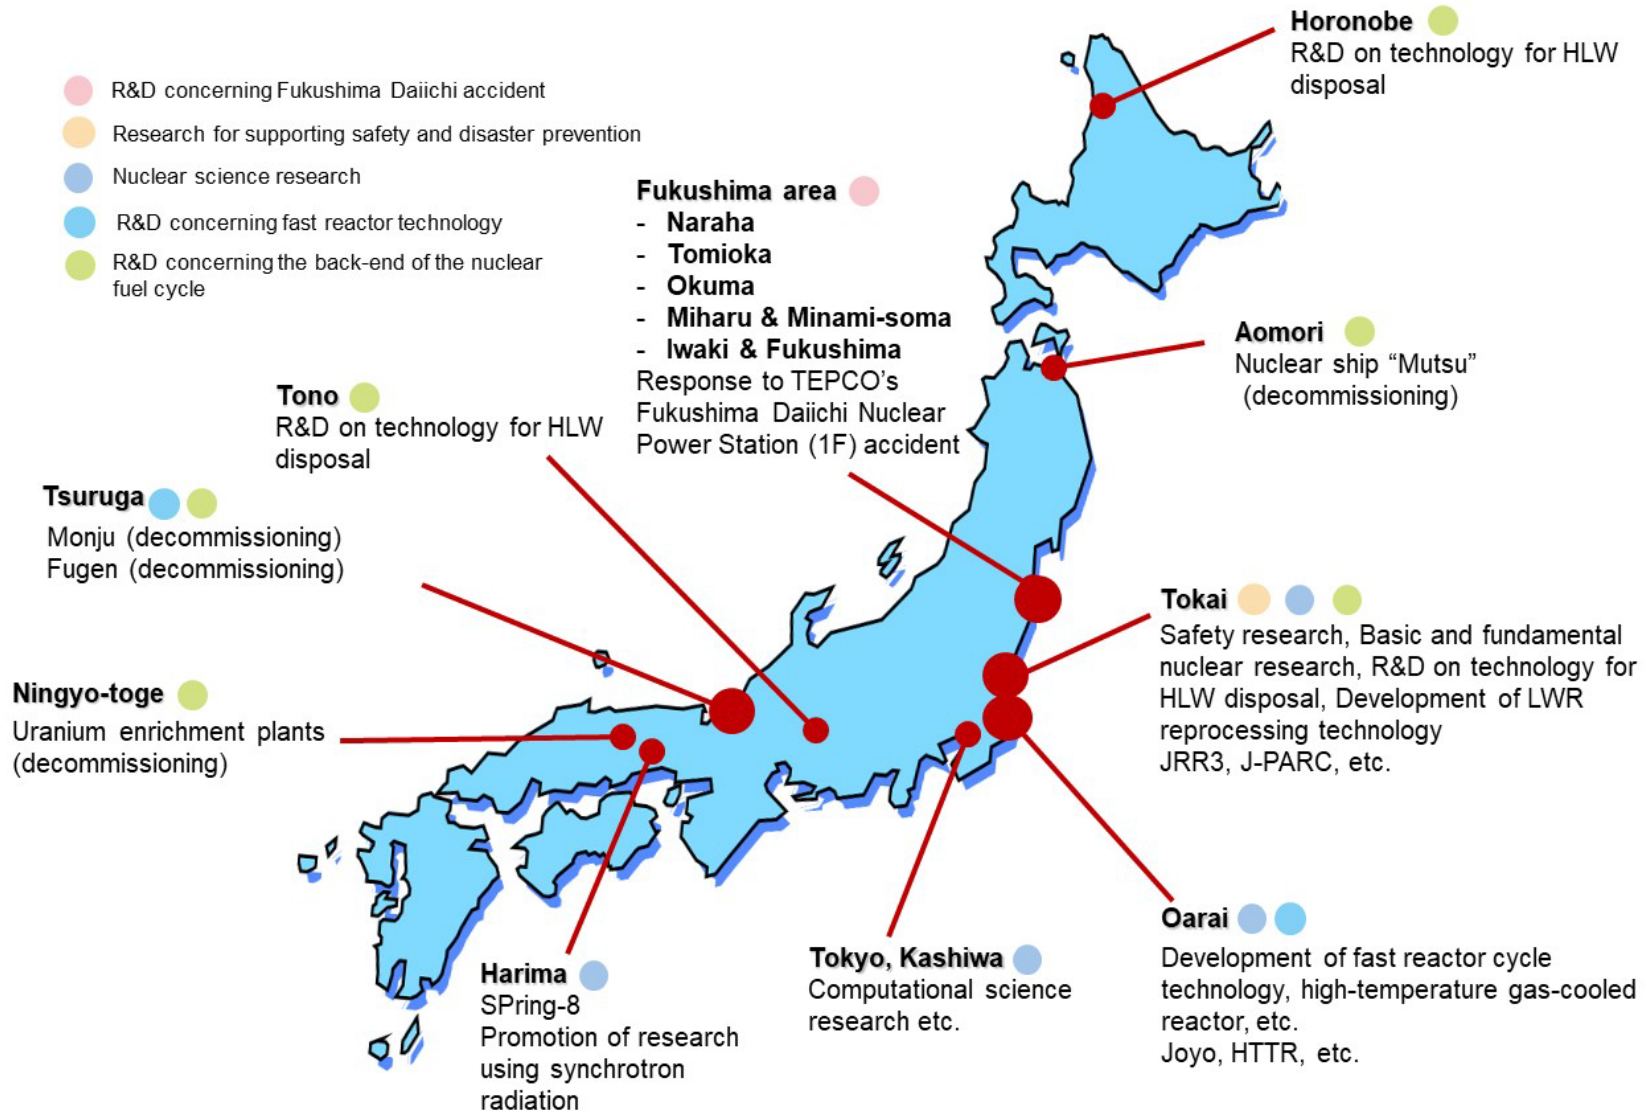 R&D concerning Fukushima Daiichi accident
Research for supporting safety and disaster prevention
Nuclear science research
R&D concerning fast reactor technology
R&D concerning the back-end of the nuclear
fuel cycle
Horonobe
R&D on technology for HLW
disposal
Fukushima area
- Naraha
- Tomioka
- Okuma
- Miharu & Minami-soma
- Iwaki & Fukushima
Response to TEPCO's
Fukushima Daiichi Nuclear
Power Station (1F) accident
Aomori
Nuclear ship “Mutsu”
(decommissioning)
Tono
R&D on technology for HLW
disposal
Tsuruga
Monju (decommissioning)
Fugen (decommissioning)
Tokai
Safety research, Basic and fundamental
nuclear research, R&D on technology for
HLW disposal, Development of LWR
reprocessing technology
JRR3, J-PARC, etc.
Ningyo-toge
Uranium enrichment plants
(decommissioning)
Oarai
Development of fast reactor cycle
technology, high-temperature gas-cooled
reactor, etc.
Joyo, HTTR, etc.
Tokyo, Kashiwa
Computational science
research etc.
Harima
SPring-8
Promotion of research
using synchrotron
radiation